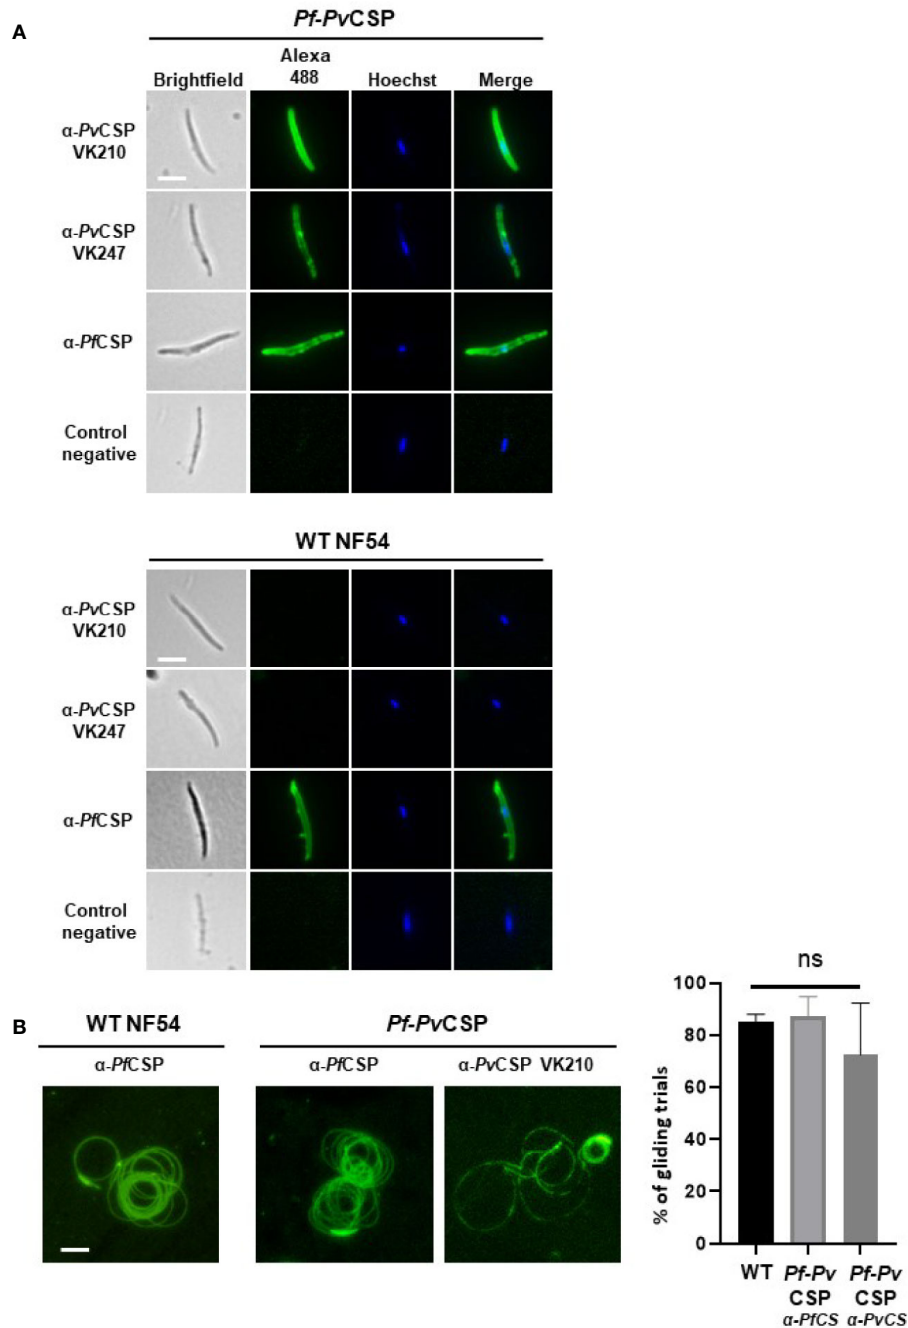 A
Pf-PvCSP
Brightfield
Alexa
488
Hoechst
Merge
α-PvCSP
VK210
α-PvCSP
VK247
α-PfCSP
Control
negative
WT NF54
α-PvCSP
VK210
α-PvCSP
VK247
α-PfCSP
Control
negative
B
WT NF54
α-PfCSP
Pf-PvCSP
α-PfCSP
α-PvCSP VK210
ns
% of gliding trials
100
80
60
40
20
0
WT
Pf-Pv
CSP
α-PfCS
Pf-Pv
CSP
α-PvCS